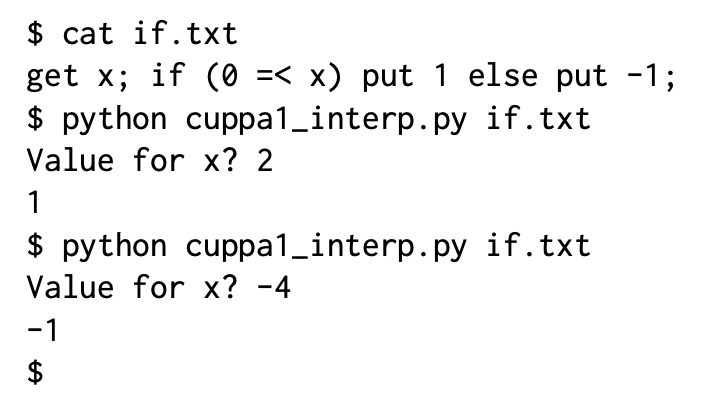 $ cat if.txt
get x; if (0 =< x) put 1 else put -1;
$ python cuppa1_interp.py if.txt
Value for x? 2
1
$ python cuppa1_interp.py if.txt
Value for x? -4
-1
$